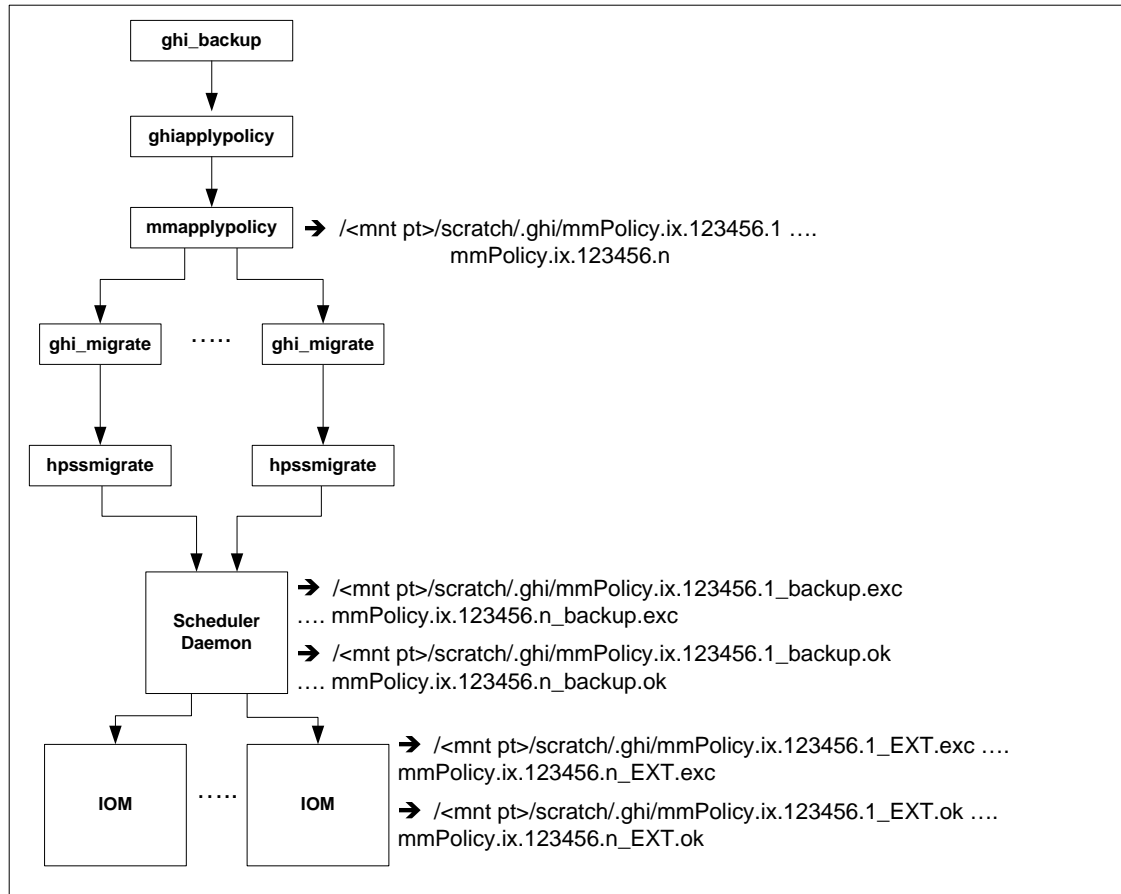 ghi_backup
ghiapplypolicy
mmapplypolicy
➔ /<mnt pt>/scratch/.ghi/mmPolicy.ix.123456.1 ....
mmPolicy.ix.123456.n
ghi_migrate
.....
ghi_migrate
hpssmigrate
hpssmigrate
Scheduler
Daemon
➔ /<mnt pt>/scratch/.ghi/mmPolicy.ix.123456.1_backup.exc
.... mmPolicy.ix.123456.n_backup.exc
➔ /<mnt pt>/scratch/.ghi/mmPolicy.ix.123456.1_backup.ok
.... mmPolicy.ix.123456.n_backup.ok
IOM
.....
IOM
➔ /<mnt pt>/scratch/.ghi/mmPolicy.ix.123456.1_EXT.exc ....
mmPolicy.ix.123456.n_EXT.exc
➔ /<mnt pt>/scratch/.ghi/mmPolicy.ix.123456.1_EXT.ok ....
mmPolicy.ix.123456.n_EXT.ok